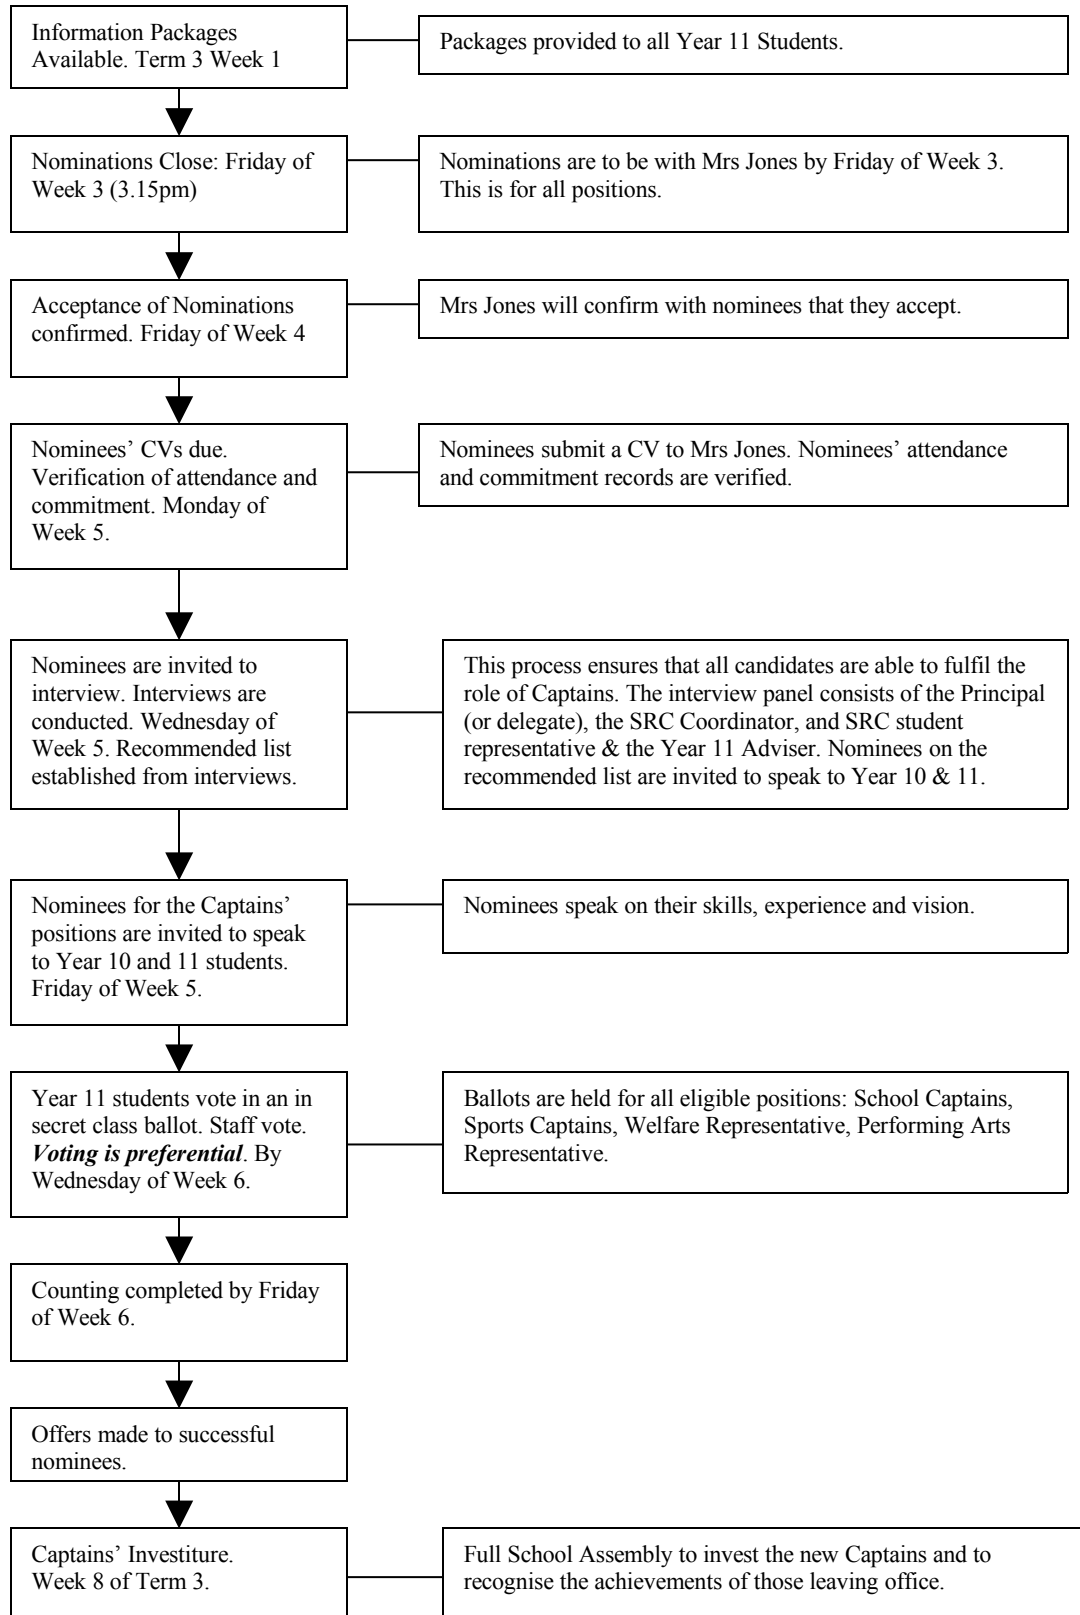 Information Packages
Available. Term 3 Week 1
Packages provided to all Year 11 Students.
Nominations Close: Friday of
Week 3 (3.15pm)
Nominations are to be with Mrs Jones by Friday of Week 3.
This is for all positions.
Acceptance of Nominations
confirmed. Friday of Week 4
Mrs Jones will confirm with nominees that they accept.
Nominees’ CVs due.
Verification of attendance and
commitment. Monday of
Week 5.
Nominees submit a CV to Mrs Jones. Nominees’ attendance
and commitment records are verified.
Nominees are invited to
interview. Interviews are
conducted. Wednesday of
Week 5. Recommended list
established from interviews.
This process ensures that all candidates are able to fulfil the
role of Captains. The interview panel consists of the Principal
(or delegate), the SRC Coordinator, and SRC student
representative & the Year 11 Adviser. Nominees on the
recommended list are invited to speak to Year 10 & 11.
Nominees for the Captains’
positions are invited to speak
to Year 10 and 11 students.
Friday of Week 5.
Nominees speak on their skills, experience and vision.
Year 11 students vote in an in
secret class ballot. Staff vote.
Voting is preferential. By
Wednesday of Week 6.
Ballots are held for all eligible positions: School Captains,
Sports Captains, Welfare Representative, Performing Arts
Representative.
Counting completed by Friday
of Week 6.
Offers made to successful
nominees.
Captains’ Investiture.
Week 8 of Term 3.
Full School Assembly to invest the new Captains and to
recognise the achievements of those leaving office.